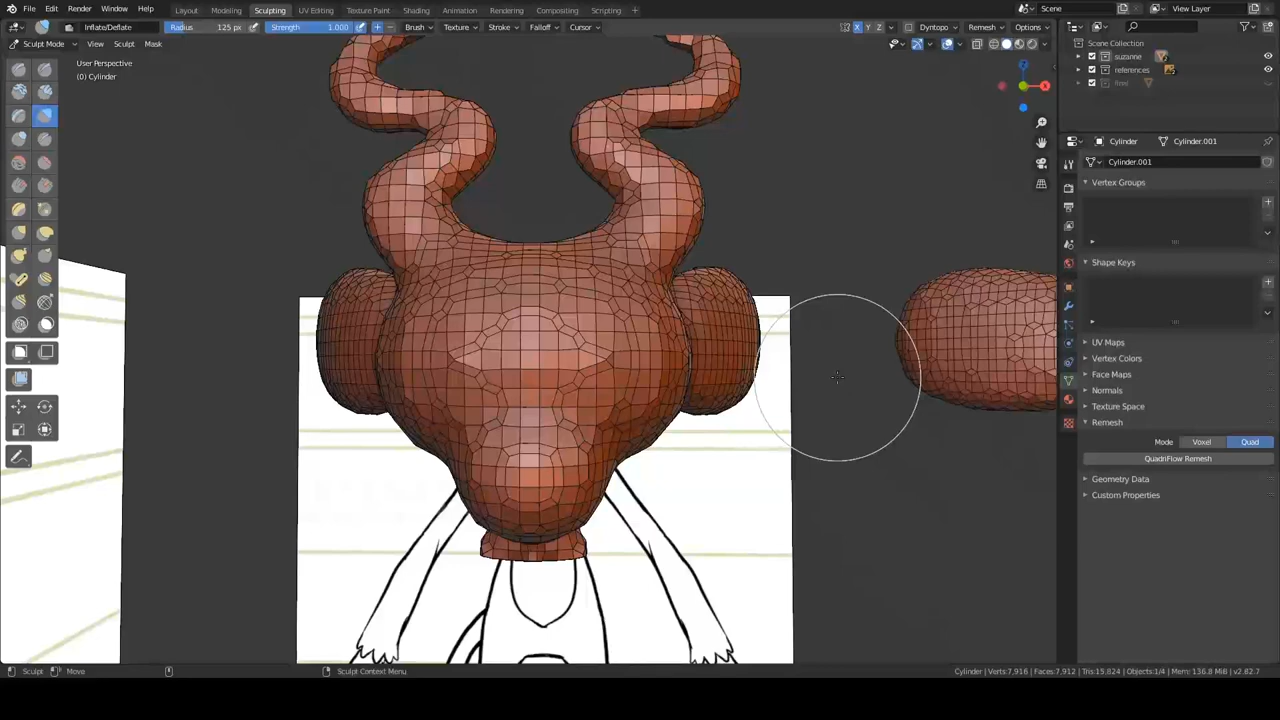 File Edit Render Window Help Layout Modeling Sculpting UV Editing Texture Paint Shading Animation Rendering Compositing Scripting + Scene View Layer
Inflate/Deflate Radius 125 px Strength 1.000 Brush Texture Stroke Falloff Cursor X Y Z Dyntopo Remesh Options
Sculpt Mode View Sculpt Mask
Scene Collection
suzanne
references
final
User Perspective
(0) Cylinder
Cylinder Cylinder.001
Cylinder.001
Vertex Groups
Shape Keys
UV Maps
Vertex Colors
Face Maps
Normals
Texture Space
Remesh
Mode Voxel Quad
QuadriFlow Remesh
Geometry Data
Custom Properties
Sculpt Move Sculpt Context Menu Cylinder | Verts:7,916 | Faces:7,912 | Tris:15,824 | Objects:1/4 | Mem: 136.8 MiB | v2.82.7